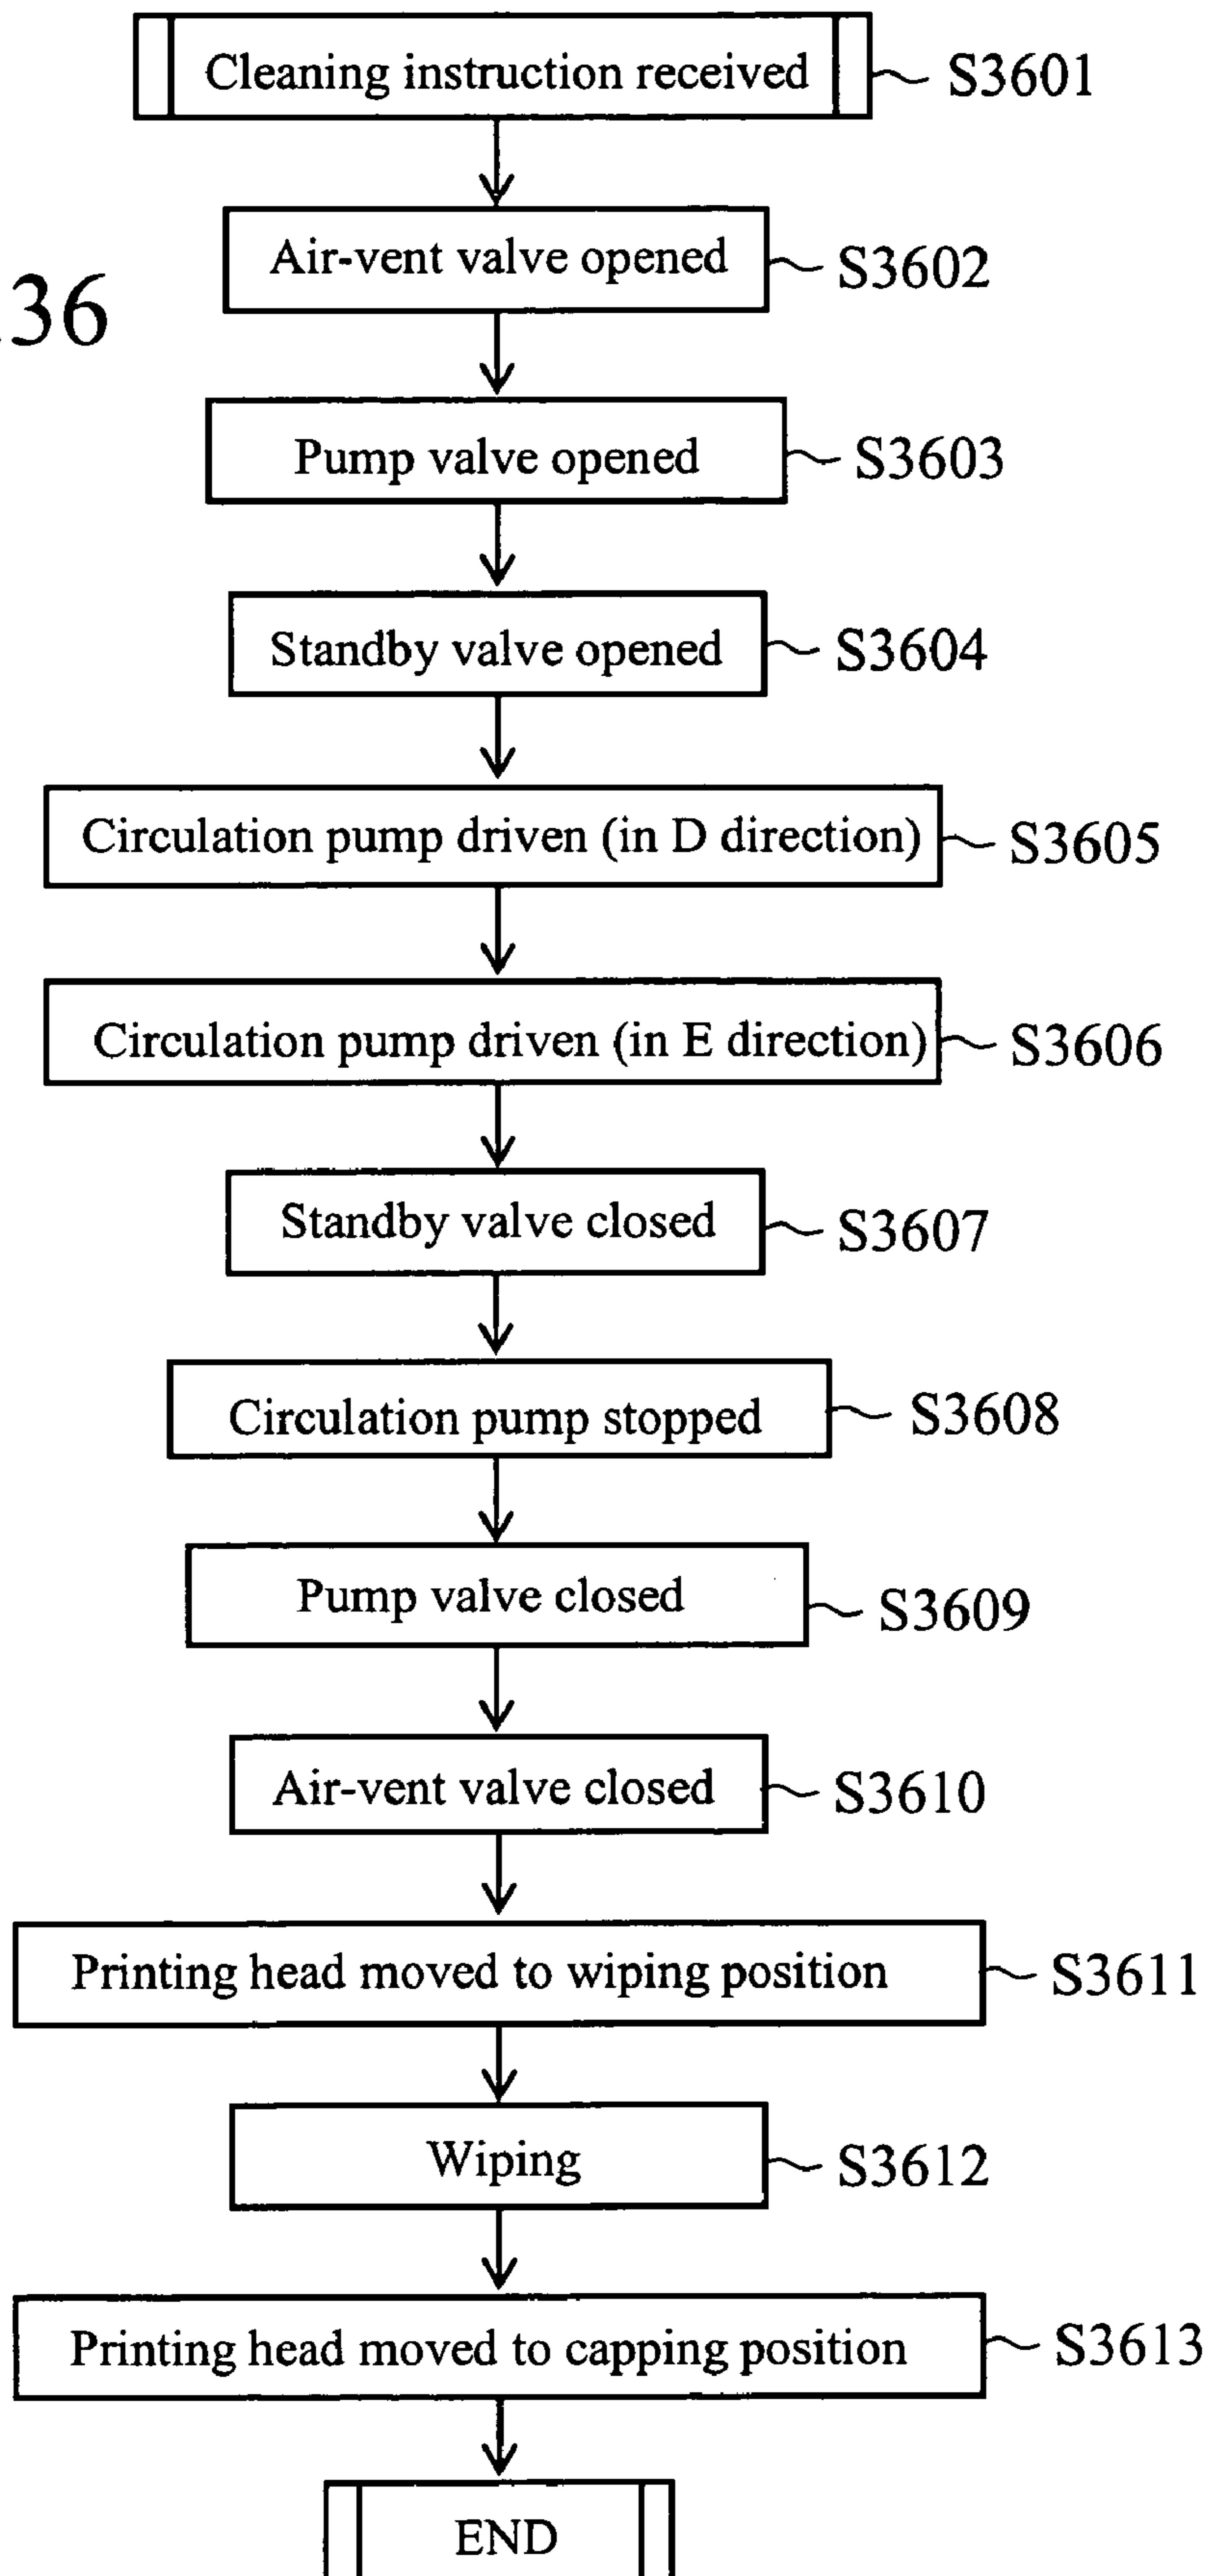 Cleaning instruction received
S3601
Air-vent valve opened
S3602
36
Pump valve opened
S3603
Standby valve opened
S3604
Circulation pump driven (in D direction)
S3605
Circulation pump driven (in E direction)
S3606
Standby valve closed
S3607
Circulation pump stopped
S3608
Pump valve closed
S3609
Air-vent valve closed
S3610
Printing head moved to wiping position
S3611
Wiping
S3612
Printing head moved to capping position
S3613
END